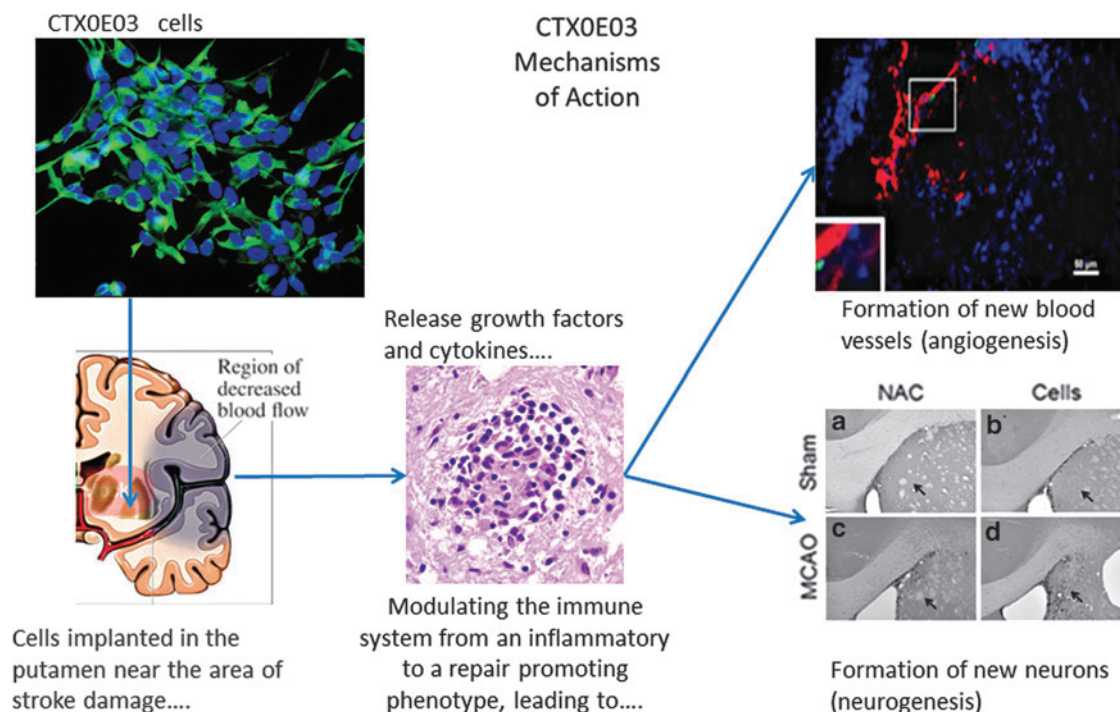 CTX0E03 cells
CTX0E03
Mechanisms
of Action
Region of
decreased
blood flow
Cells implanted in the
putamen near the area of
stroke damage....
Release growth factors
and cytokines....
Modulating the immune
system from an inflammatory
to a repair promoting
phenotype, leading to....
50 µm
Formation of new blood
vessels (angiogenesis)
NAC Cells
Sham
MCAO
a b
c d
Formation of new neurons
(neurogenesis)